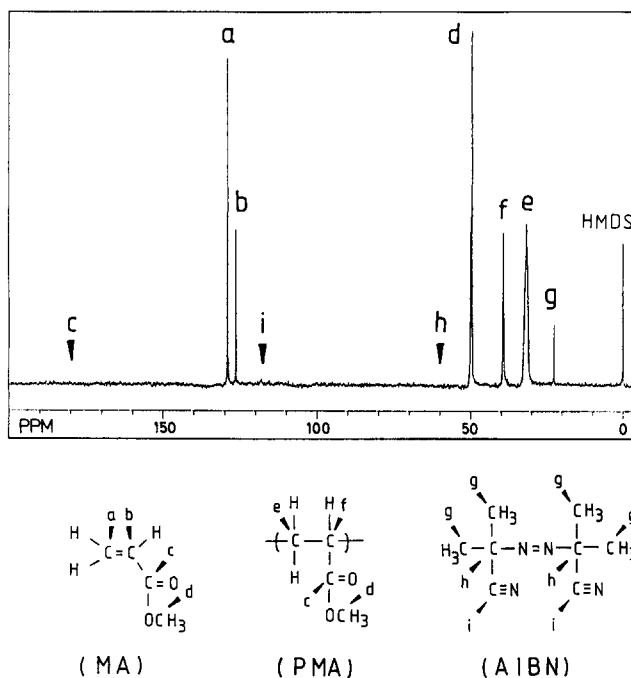 a
d
b
f
e
HMDS
g
c
i
h
PPM 150 100 50 0
a b
H H
C=C
H c
C=O
d
OCH3
(MA)
e H H f
C—C
H C=O
c d
OCH3
(PMA)
g g
CH3 CH3
g g
H3C—C—N=N—C—CH3
h h
C≡N C≡N
i i
(AIBN)